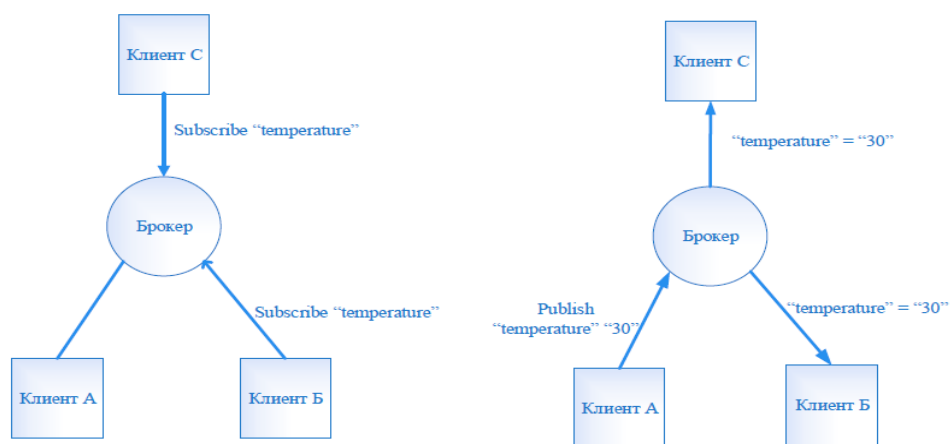 Клиент С
Subscribe “temperature”
Брокер
Subscribe “temperature”
Клиент А
Клиент Б
Клиент С
“temperature” = “30”
Брокер
Publish
“temperature” “30”
“temperature” = “30”
Клиент А
Клиент Б